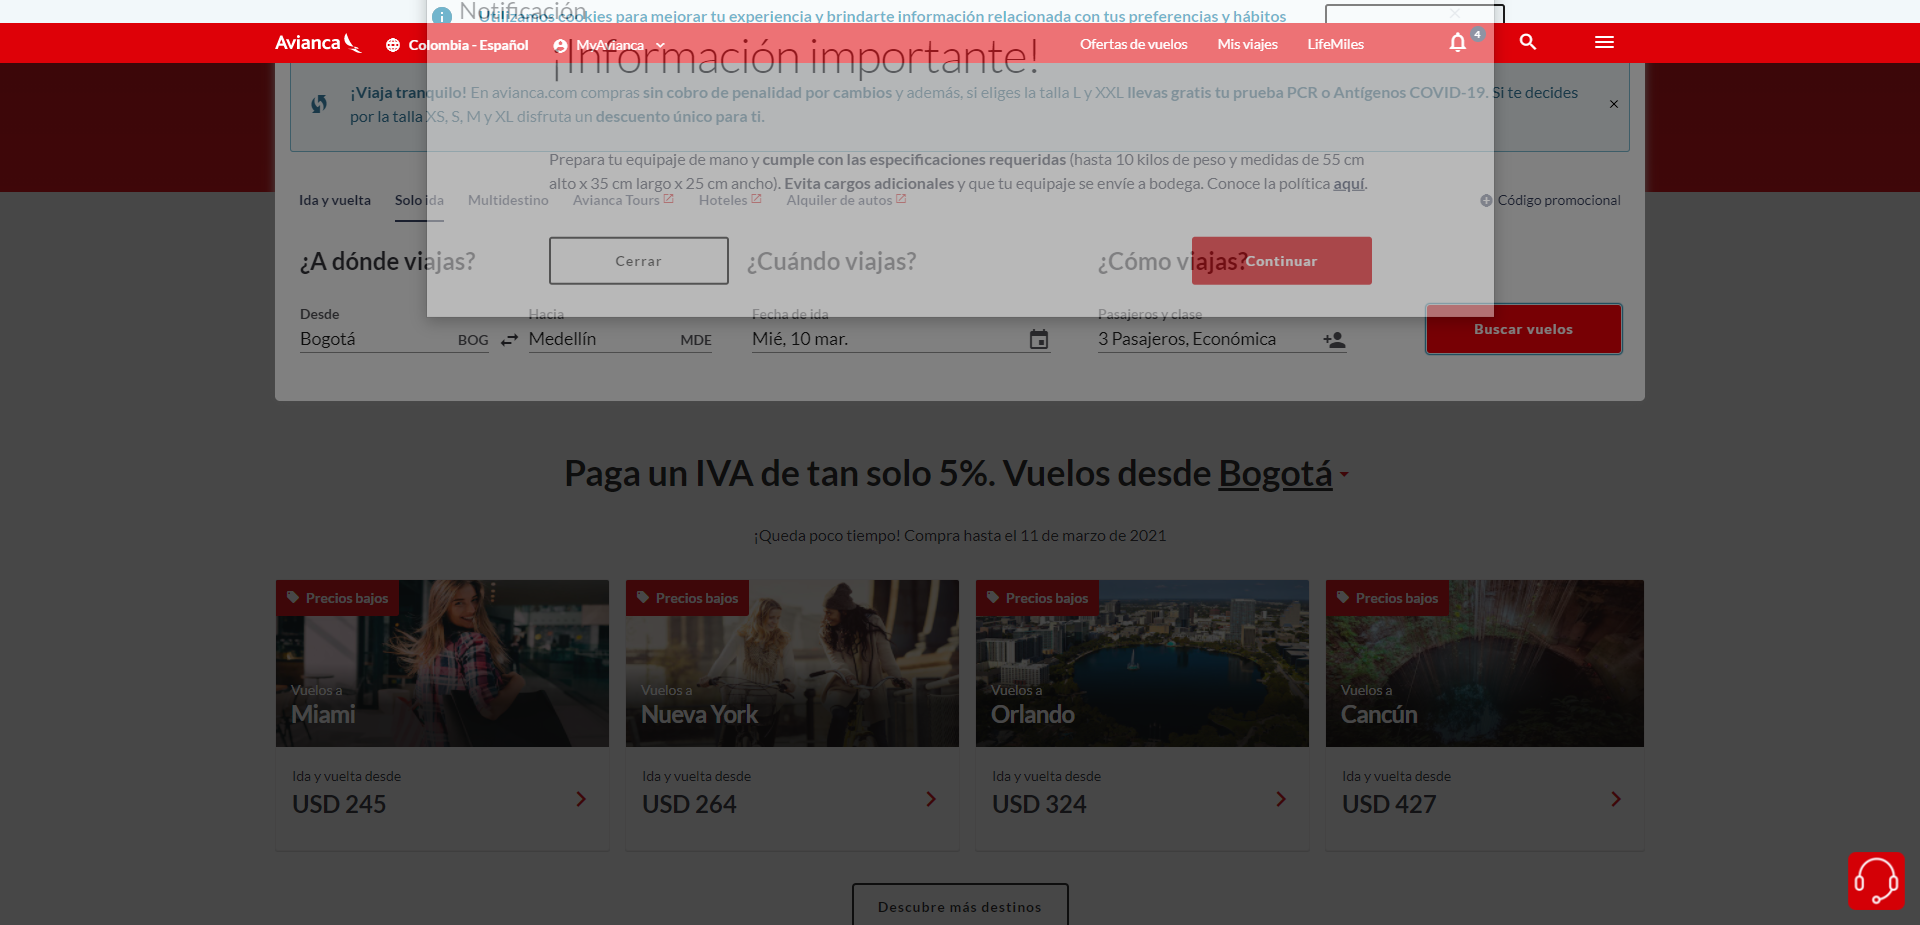 Notificación
Utilizamos cookies para mejorar tu experiencia y brindarte información relacionada con tus preferencias y hábitos
Avianca
Colombia - Español
MyAvianca
Ofertas de vuelos
Mis viajes
LifeMiles
4
¡Información importante!
¡Viaja tranquilo! En avianca.com compras sin cobro de penalidad por cambios y además, si eliges la talla L y XXL llevas gratis tu prueba PCR o Antígenos COVID-19. Si te decides
por la talla XS, S, M y XL disfruta un descuento único para ti.
Prepara tu equipaje de mano y cumple con las especificaciones requeridas (hasta 10 kilos de peso y medidas de 55 cm
alto x 35 cm largo x 25 cm ancho). Evita cargos adicionales y que tu equipaje se envíe a bodega. Conoce la política aquí.
Ida y vuelta
Solo ida
Multidestino
Avianca Tours
Hoteles
Alquiler de autos
Código promocional
Cerrar
Continuar
¿A dónde viajas?
¿Cuándo viajas?
¿Cómo viajas?
Desde
Hacia
Fecha de ida
Pasajeros y clase
Bogotá
BOG
Medellín
MDE
Mié, 10 mar.
3 Pasajeros, Económica
Buscar vuelos
Paga un IVA de tan solo 5%. Vuelos desde Bogotá
¡Queda poco tiempo! Compra hasta el 11 de marzo de 2021
Precios bajos
Vuelos a
Miami
Ida y vuelta desde
USD 245
Precios bajos
Vuelos a
Nueva York
Ida y vuelta desde
USD 264
Precios bajos
Vuelos a
Orlando
Ida y vuelta desde
USD 324
Precios bajos
Vuelos a
Cancún
Ida y vuelta desde
USD 427
Descubre más destinos